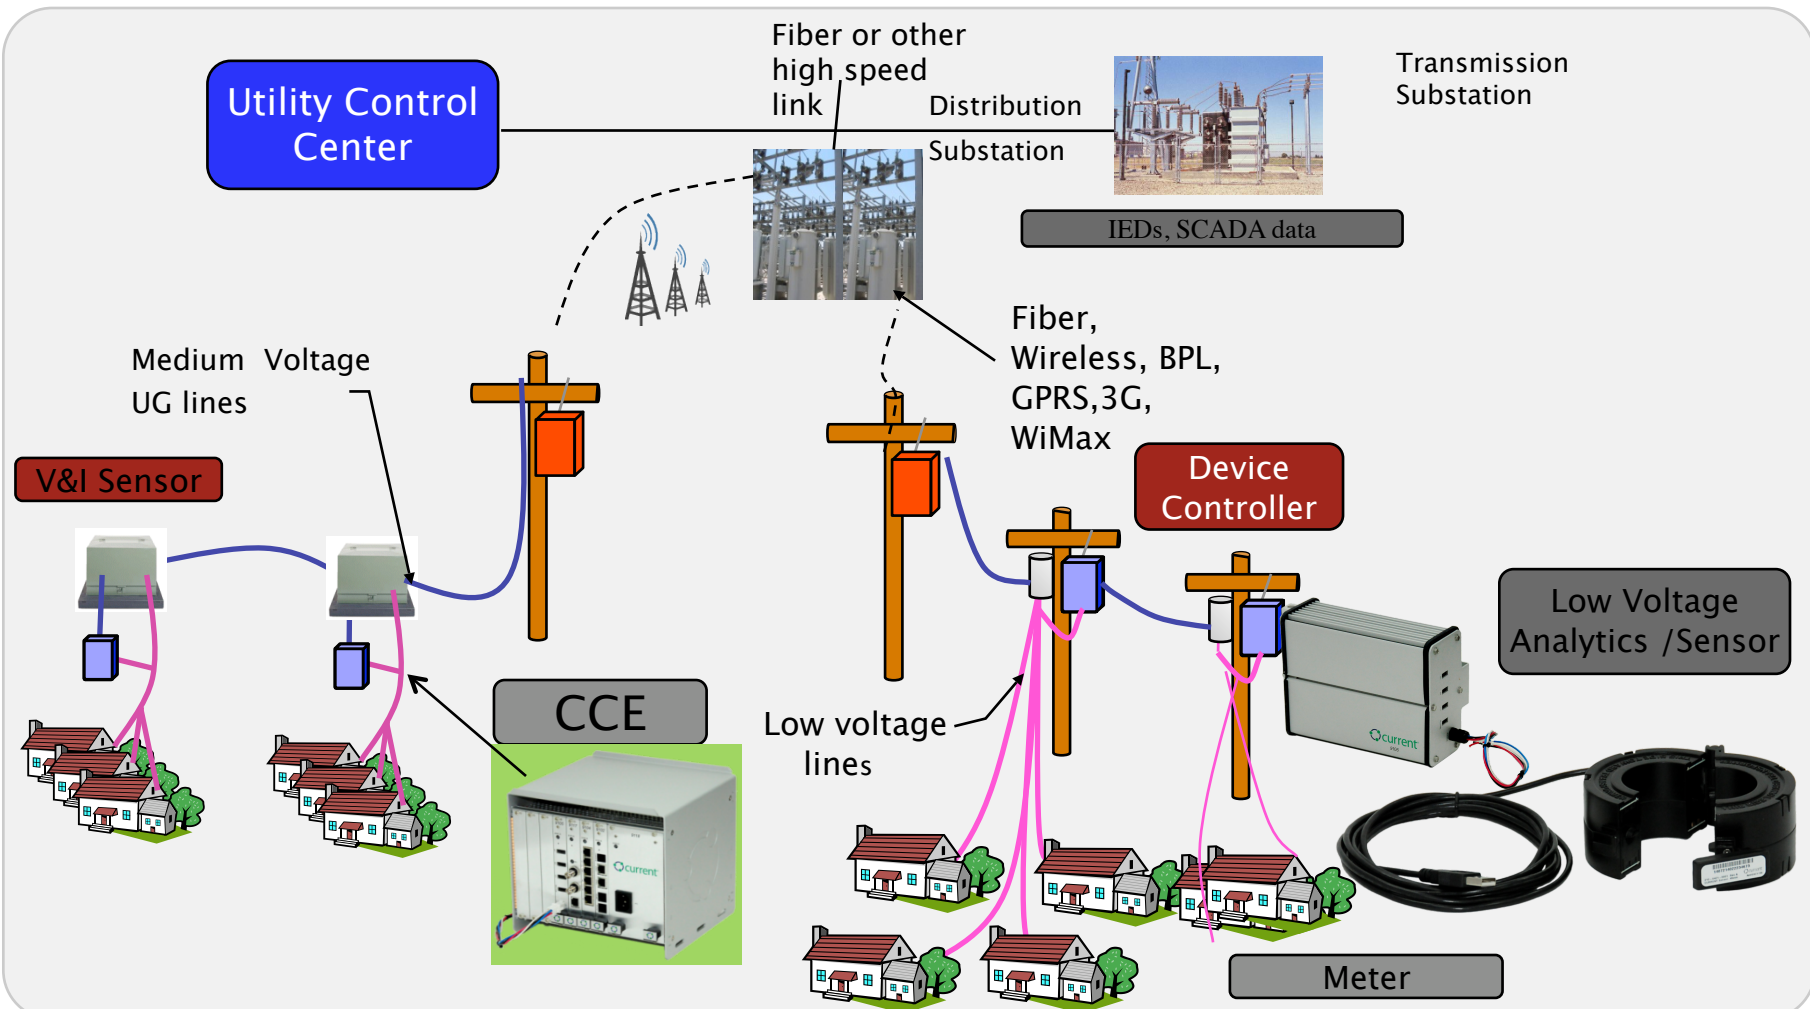 Fiber or other
high speed
link
Transmission
Substation
Utility Control
Center
Distribution
Substation
IEDs, SCADA data
Fiber,
Wireless, BPL,
GPRS,3G,
WiMax
Medium Voltage
UG lines
V&I Sensor
Device
Controller
Low Voltage
Analytics /Sensor
CCE
Low voltage
lines
current
current
Meter